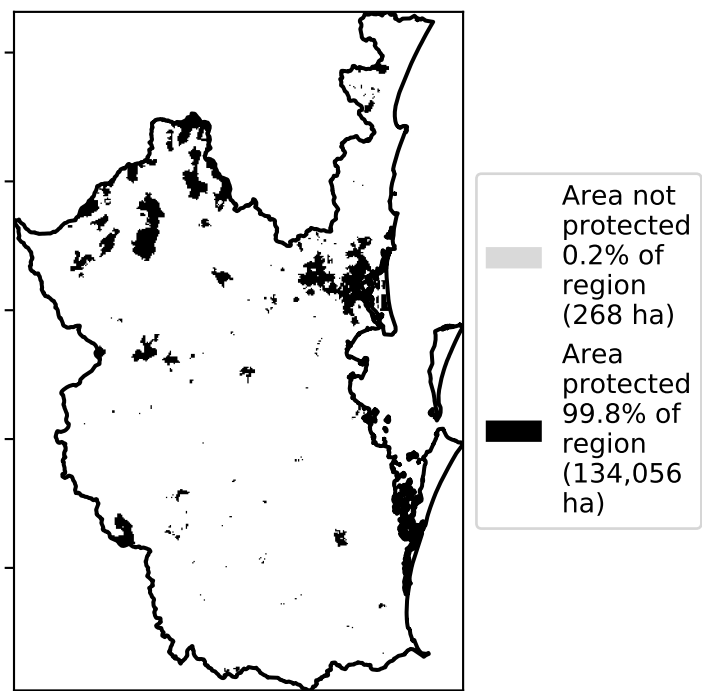 Area not
protected
0.2% of
region
(268 ha)
Area
protected
99.8% of
region
(134,056
ha)